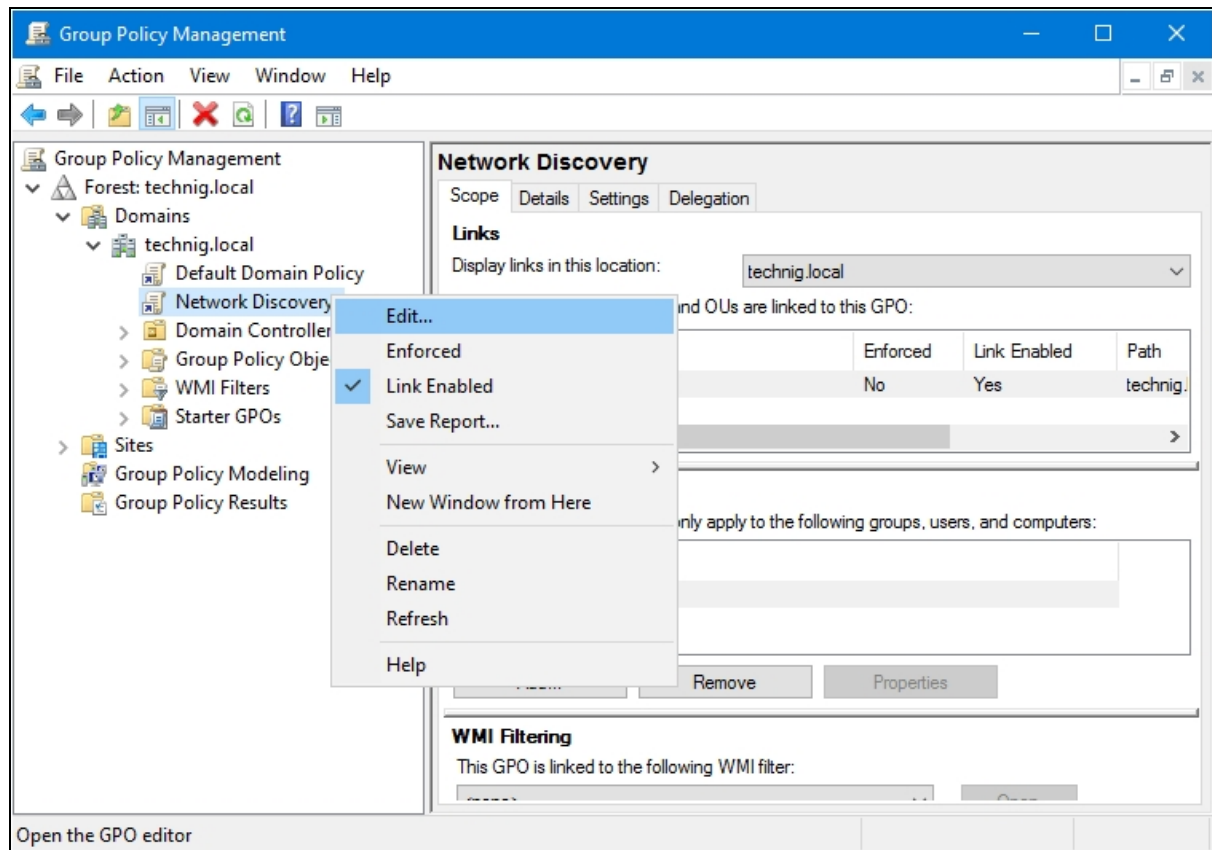 Group Policy Management
File Action View Window Help
Group Policy Management
Forest: technig.local
Domains
technig.local
Default Domain Policy
Network Discovery
Domain Controller
Group Policy Obje
WMI Filters
Starter GPOs
Sites
Group Policy Modeling
Group Policy Results
Edit...
Enforced
Link Enabled
Save Report...
View
New Window from Here
Delete
Rename
Refresh
Help
Network Discovery
Scope Details Settings Delegation
Links
Display links in this location: technig.local
and OUs are linked to this GPO:
Enforced Link Enabled Path
No Yes technig.l
only apply to the following groups, users, and computers:
Remove Properties
WMI Filtering
This GPO is linked to the following WMI filter:
Open the GPO editor